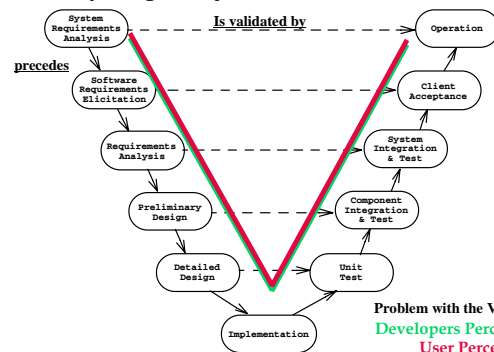 System
Requirements
Analysis
Is validated by
Operation
precedes
Software
Requirements
Elicitation
Client
Acceptance
Requirements
Analysis
System
Integration
& Test
Preliminary
Design
Component
Integration
& Test
Detailed
Design
Unit
Test
Problem with the V
Developers Perc
User Perce
Implementation